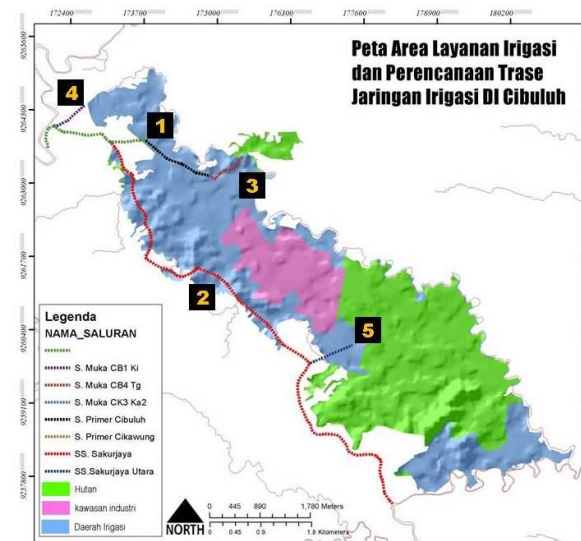 172400 173700 175000 176300 177600 178900 180200
Peta Area Layanan Irigasi
dan Perencanaan Trase
Jaringan Irigasi DI Cibuluh
9265600
9264300
9263000
9261700
9260400
9259100
9257800
4
1
3
2
5
Legenda
NAMA_SALURAN
S. Muka CB1 Ki
S. Muka CB4 Tg
S. Muka CK3 Ka2
S. Primer Cibuluh
S. Primer Cikawung
SS. Sakurjaya
SS.Sakurjaya Utara
Hutan
kawasan industri
Daerah Irigasi
NORTH
0 445 890 1,780 Meters
0 0.45 0.9 1.8 Kilometers